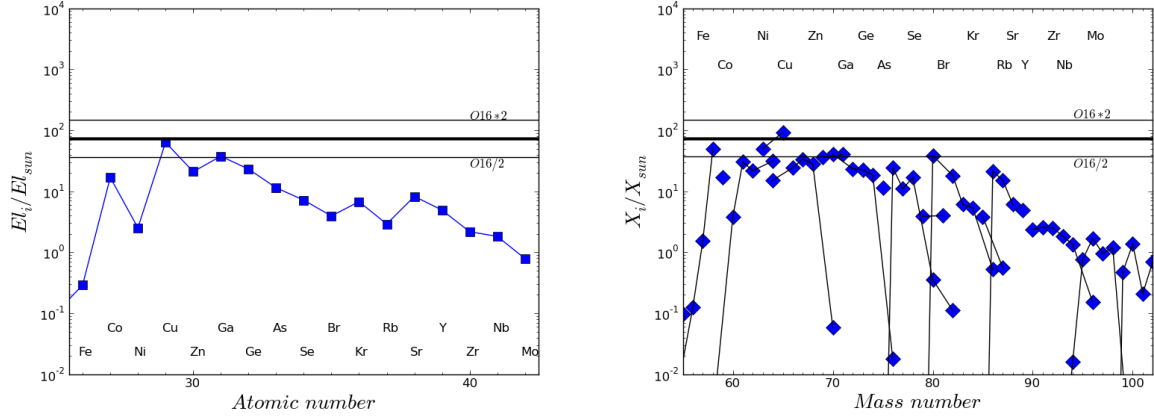 10^4
10^3
10^2
10^1
10^0
10^-1
10^-2
El_i/El_sun
O16*2
O16/2
Co Cu Ga As Br Rb Y Nb
Fe Ni Zn Ge Se Kr Sr Zr Mo
30 40
Atomic number
10^4
10^3
10^2
10^1
10^0
10^-1
10^-2
X_i/X_sun
Fe Ni Zn Ge Se Kr Sr Zr Mo
Co Cu Ga As Br Rb Y Nb
O16*2
O16/2
60 70 80 90 100
Mass number